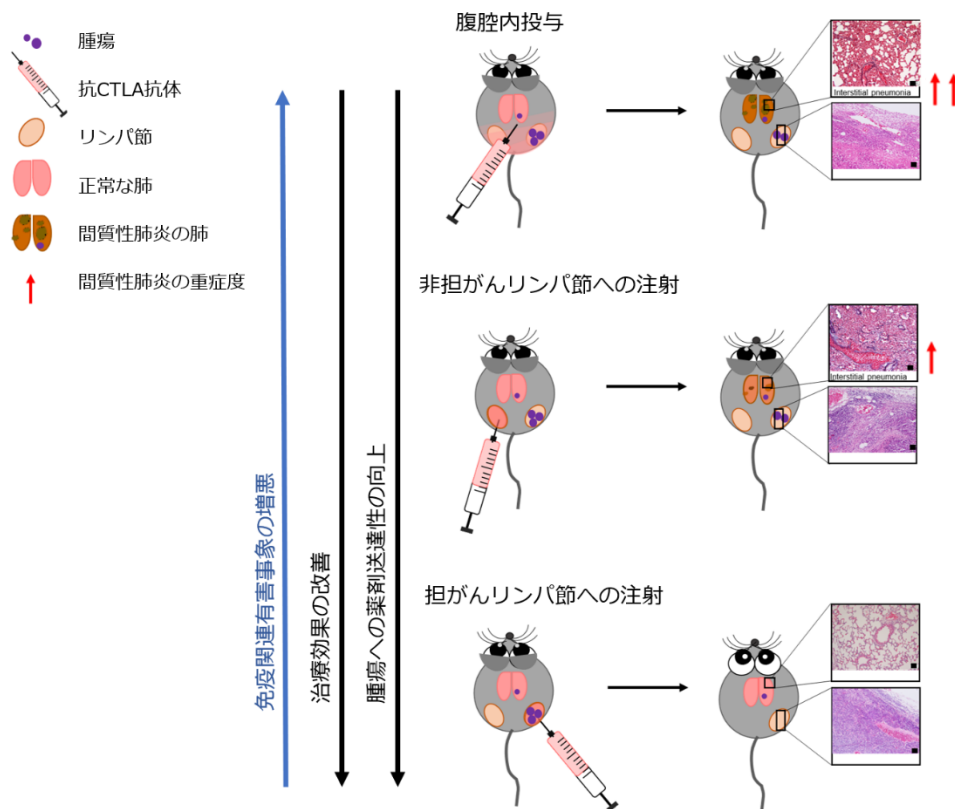 腫瘍
抗CTLA抗体
リンパ節
正常な肺
間質性肺炎の肺
間質性肺炎の重症度
免疫関連有害事象の増悪
治療効果の改善
腫瘍への薬剤送達性の向上
腹腔内投与
Interstitial pneumonia
非担がんリンパ節への注射
Interstitial pneumonia
担がんリンパ節への注射